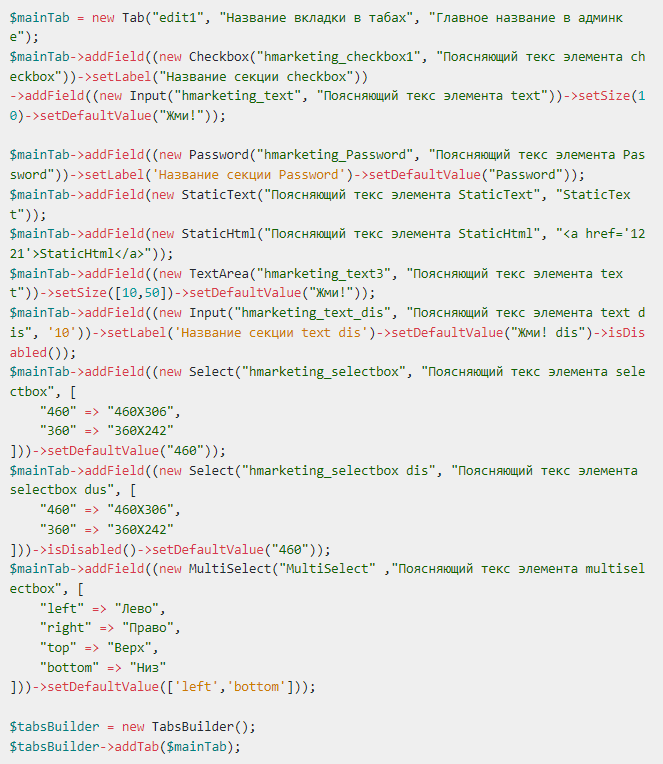 $mainTab = new Tab("edit1", "Название вкладки в табах", "Главное название в админк
е");
$mainTab->addField((new Checkbox("hmarketing_checkbox1", "Поясняющий текс элемента ch
eckbox"))->setLabel("Название секции checkbox"))
->addField((new Input("hmarketing_text", "Поясняющий текс элемента text"))->setSize(1
0)->setDefaultValue("Жми!"));

$mainTab->addField((new Password("hmarketing_Password", "Поясняющий текс элемента Pas
sword"))->setLabel('Название секции Password')->setDefaultValue("Password"));
$mainTab->addField(new StaticText("Поясняющий текс элемента StaticText", "StaticTex
t"));
$mainTab->addField(new StaticHtml("Поясняющий текс элемента StaticHtml", "<a href='12
21'>StaticHtml</a>"));
$mainTab->addField((new TextArea("hmarketing_text3", "Поясняющий текс элемента tex
t"))->setSize([10,50])->setDefaultValue("Жми!"));
$mainTab->addField((new Input("hmarketing_text_dis", "Поясняющий текс элемента text d
is", '10'))->setLabel('Название секции text dis')->setDefaultValue("Жми! dis")->isDis
abled());
$mainTab->addField((new Select("hmarketing_selectbox", "Поясняющий текс элемента sele
ctbox", [
    "460" => "460Х306",
    "360" => "360Х242"
]))->setDefaultValue("460"));
$mainTab->addField((new Select("hmarketing_selectbox dis", "Поясняющий текс элемента
selectbox dus", [
    "460" => "460Х306",
    "360" => "360Х242"
]))->isDisabled()->setDefaultValue("460"));
$mainTab->addField((new MultiSelect("MultiSelect" ,"Поясняющий текс элемента multisel
ectbox", [
    "left" => "Лево",
    "right" => "Право",
    "top" => "Верх",
    "bottom" => "Низ"
]))->setDefaultValue(['left','bottom']));

$tabsBuilder = new TabsBuilder();
$tabsBuilder->addTab($mainTab);